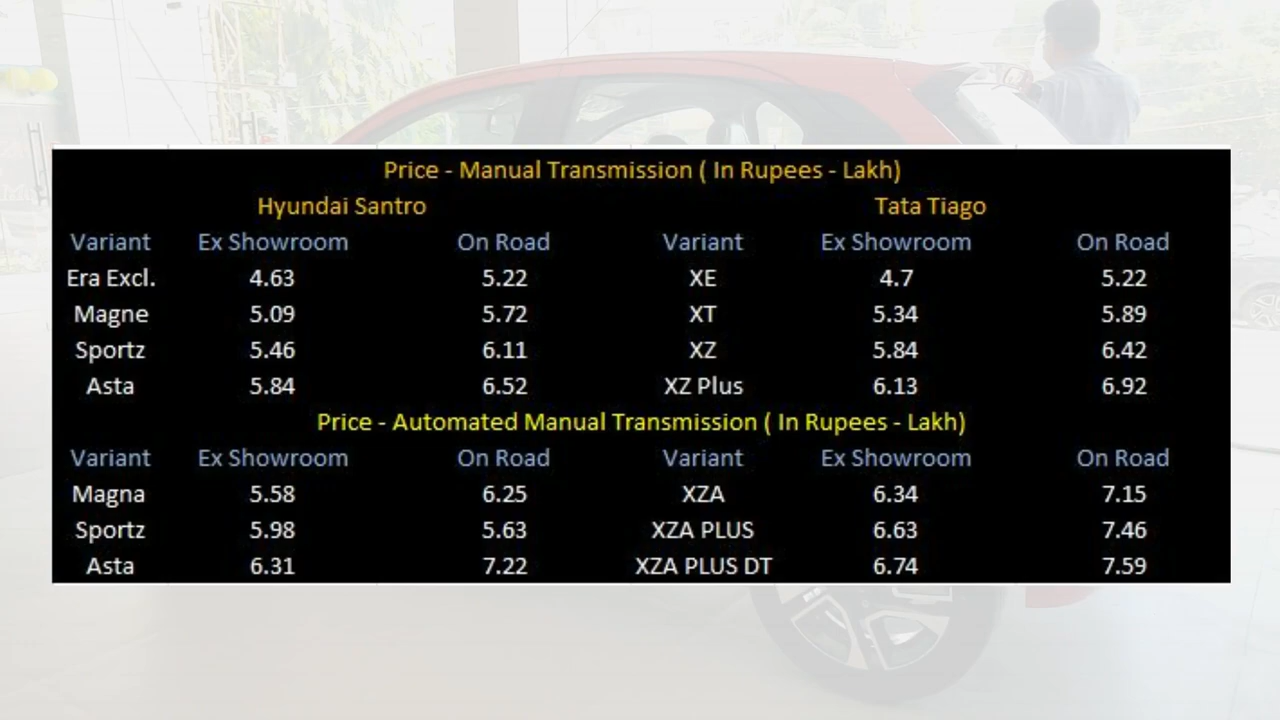 Price - Manual Transmission ( In Rupees - Lakh)
Hyundai Santro Tata Tiago
Variant Ex Showroom On Road Variant Ex Showroom On Road
Era Excl. 4.63 5.22 XE 4.7 5.22
Magne 5.09 5.72 XT 5.34 5.89
Sportz 5.46 6.11 XZ 5.84 6.42
Asta 5.84 6.52 XZ Plus 6.13 6.92
Price - Automated Manual Transmission ( In Rupees - Lakh)
Variant Ex Showroom On Road Variant Ex Showroom On Road
Magna 5.58 6.25 XZA 6.34 7.15
Sportz 5.98 5.63 XZA PLUS 6.63 7.46
Asta 6.31 7.22 XZA PLUS DT 6.74 7.59